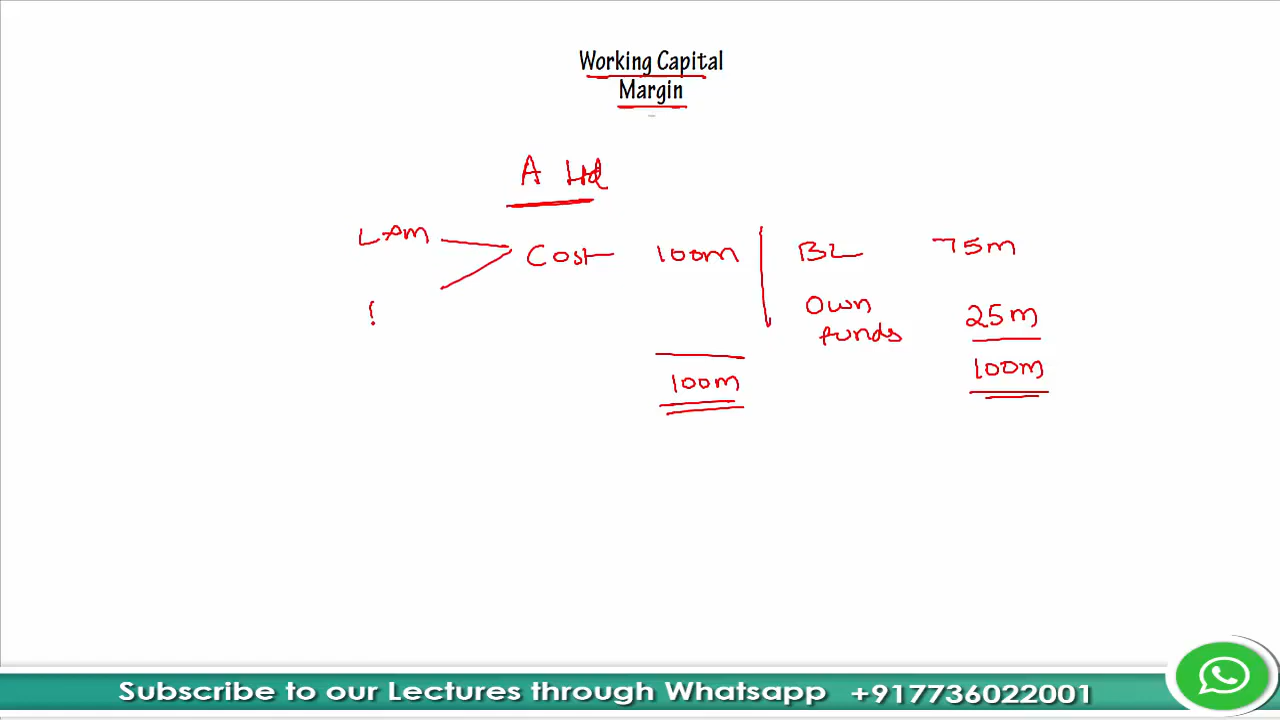 Working Capital
Margin
A Ltd
Cost 100m BL 75m
Own funds 25m
100m 100m
Subscribe to our Lectures through Whatsapp +917736022001